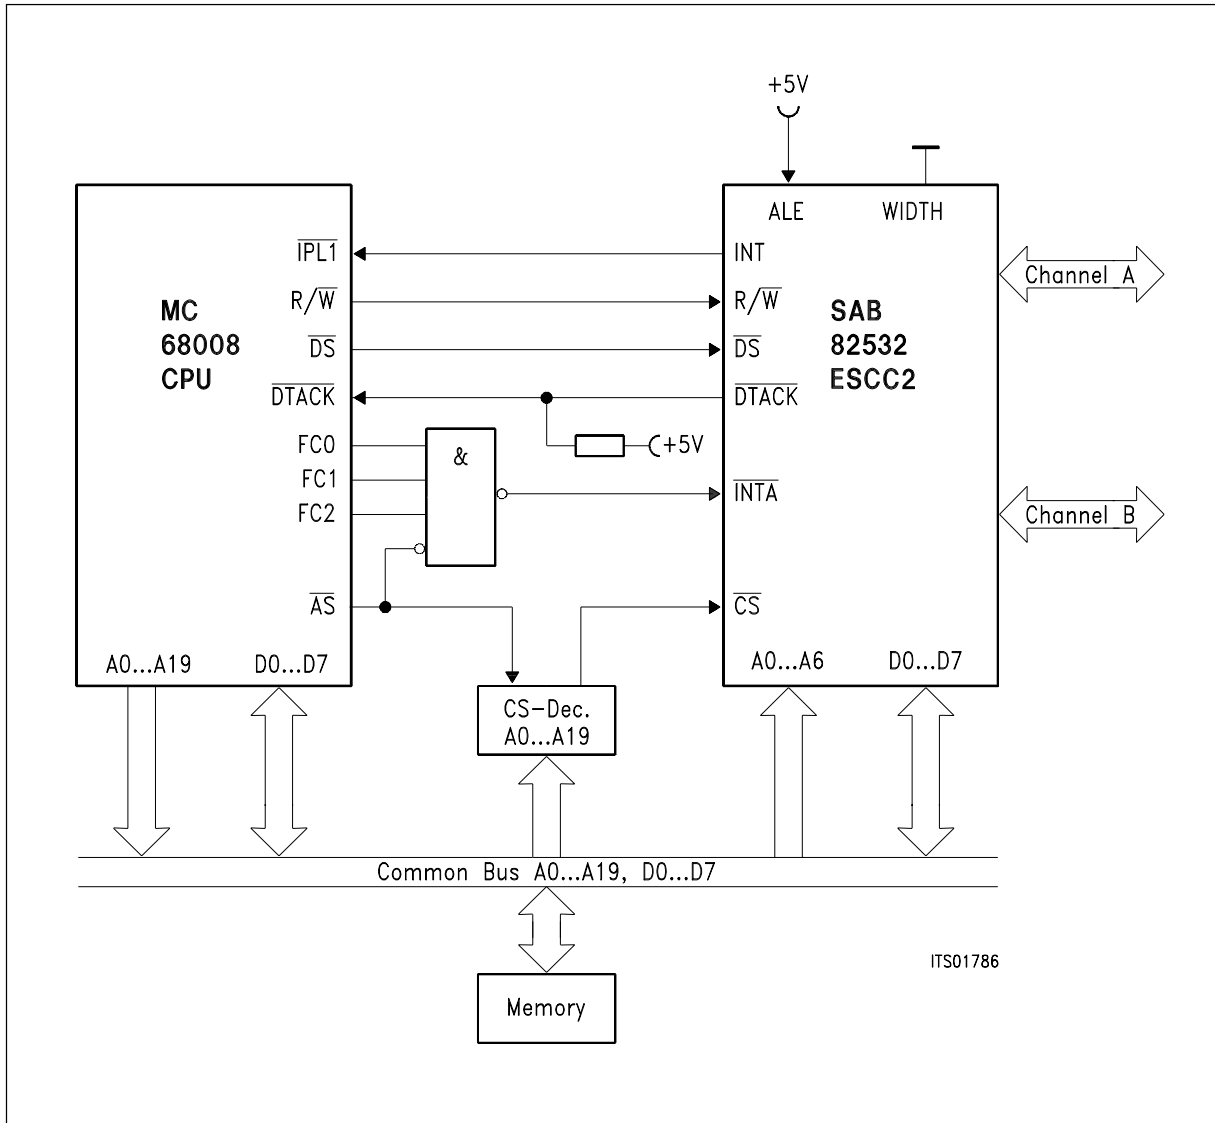 +5V
ALE
WIDTH
IPL1
INT
Channel A
R/W
R/W
MC
68008
CPU
SAB
82532
ESCC2
DS
DS
DTACK
DTACK
FC0
&
+5V
FC1
INTA
FC2
Channel B
AS
CS
A0...A19
D0...D7
A0...A6
D0...D7
CS-Dec.
A0...A19
Common Bus A0...A19, D0...D7
ITS01786
Memory